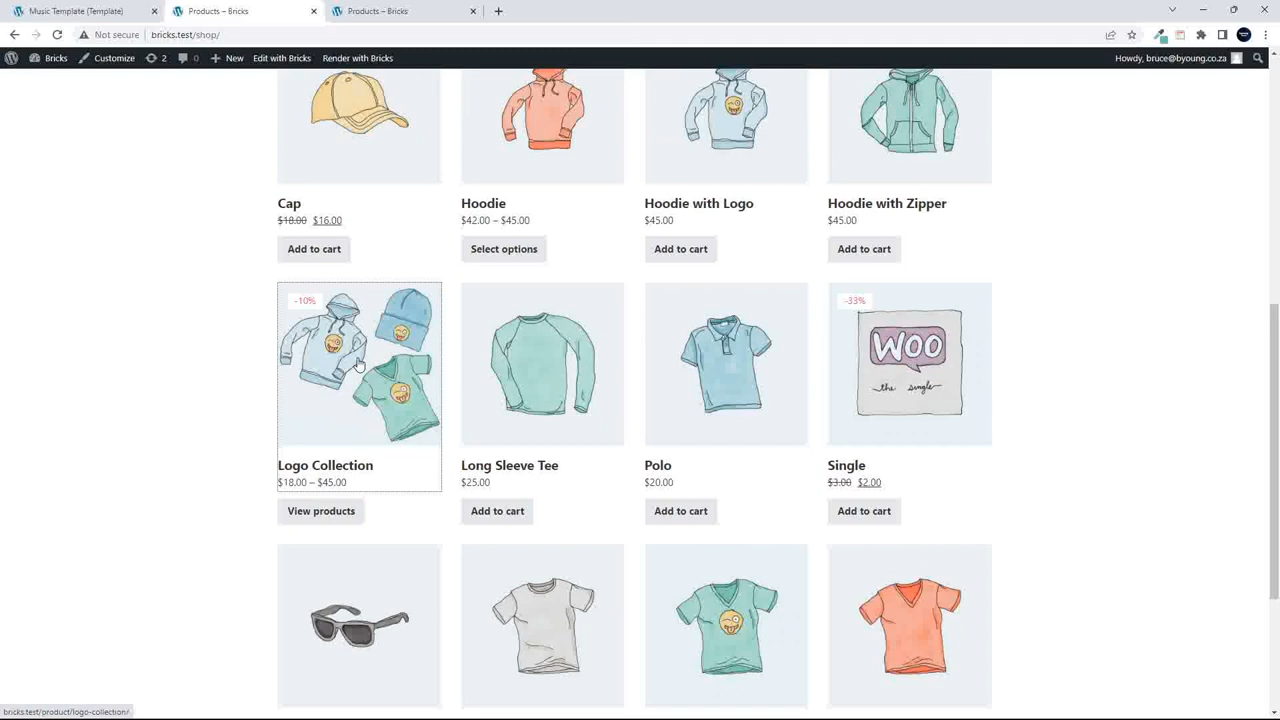 Music Template (Template)
Products – Bricks
Products – Bricks
Not secure
bricks.test/shop/
Bricks
Customize
2
0
New
Edit with Bricks
Render with Bricks
Howdy, bruce@byoung.co.za
Cap
Hoodie
Hoodie with Logo
Hoodie with Zipper
$18.00 $16.00
$42.00 – $45.00
$45.00
$45.00
Add to cart
Select options
Add to cart
Add to cart
-10%
-33%
WOO
the single
Logo Collection
Long Sleeve Tee
Polo
Single
$18.00 – $45.00
$25.00
$20.00
$3.00 $2.00
View products
Add to cart
Add to cart
Add to cart
bricks.test/product/logo-collection/